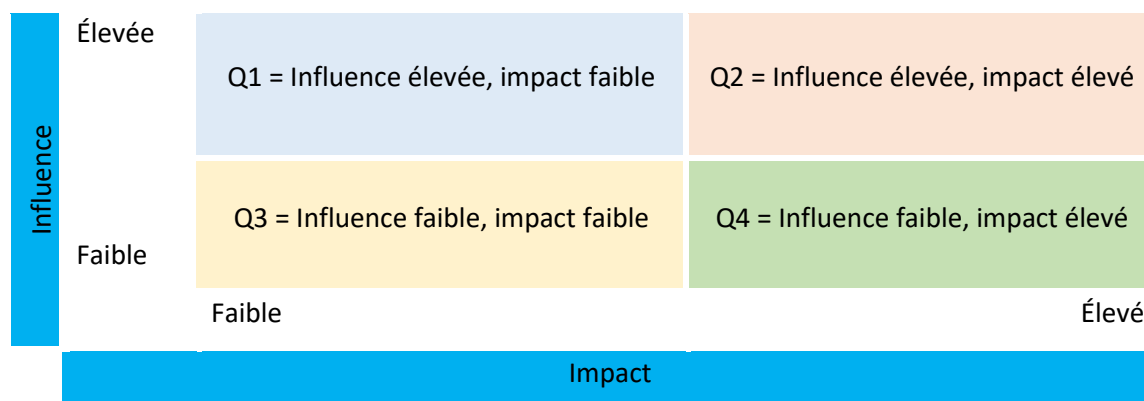 Influence
Élevée
Q1 = Influence élevée, impact faible
Q2 = Influence élevée, impact élevé
Faible
Q3 = Influence faible, impact faible
Q4 = Influence faible, impact élevé
Faible
Élevé
Impact